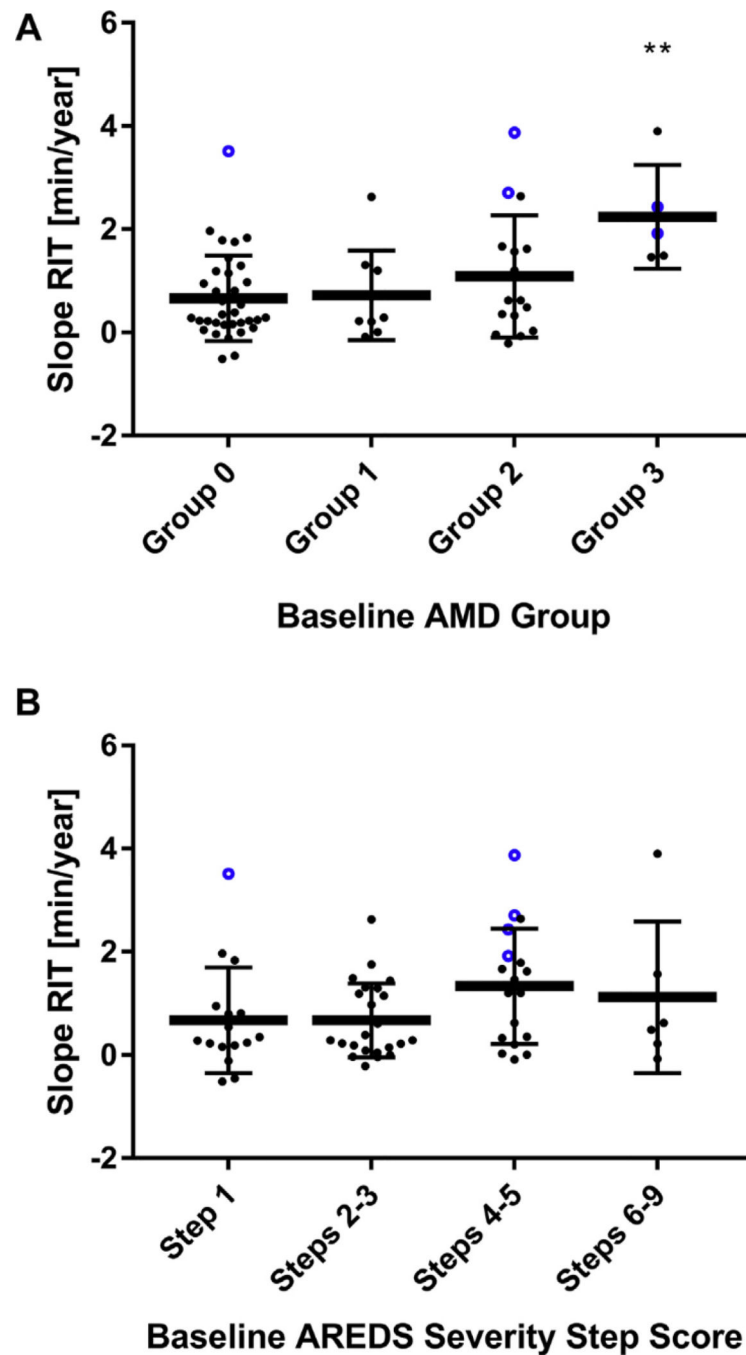 A
**
6
4
2
0
-2
Slope RIT [min/year]
Group 0
Group 1
Group 2
Group 3
Baseline AMD Group
B
6
4
2
0
-2
Slope RIT [min/year]
Step 1
Steps 2-3
Steps 4-5
Steps 6-9
Baseline AREDS Severity Step Score